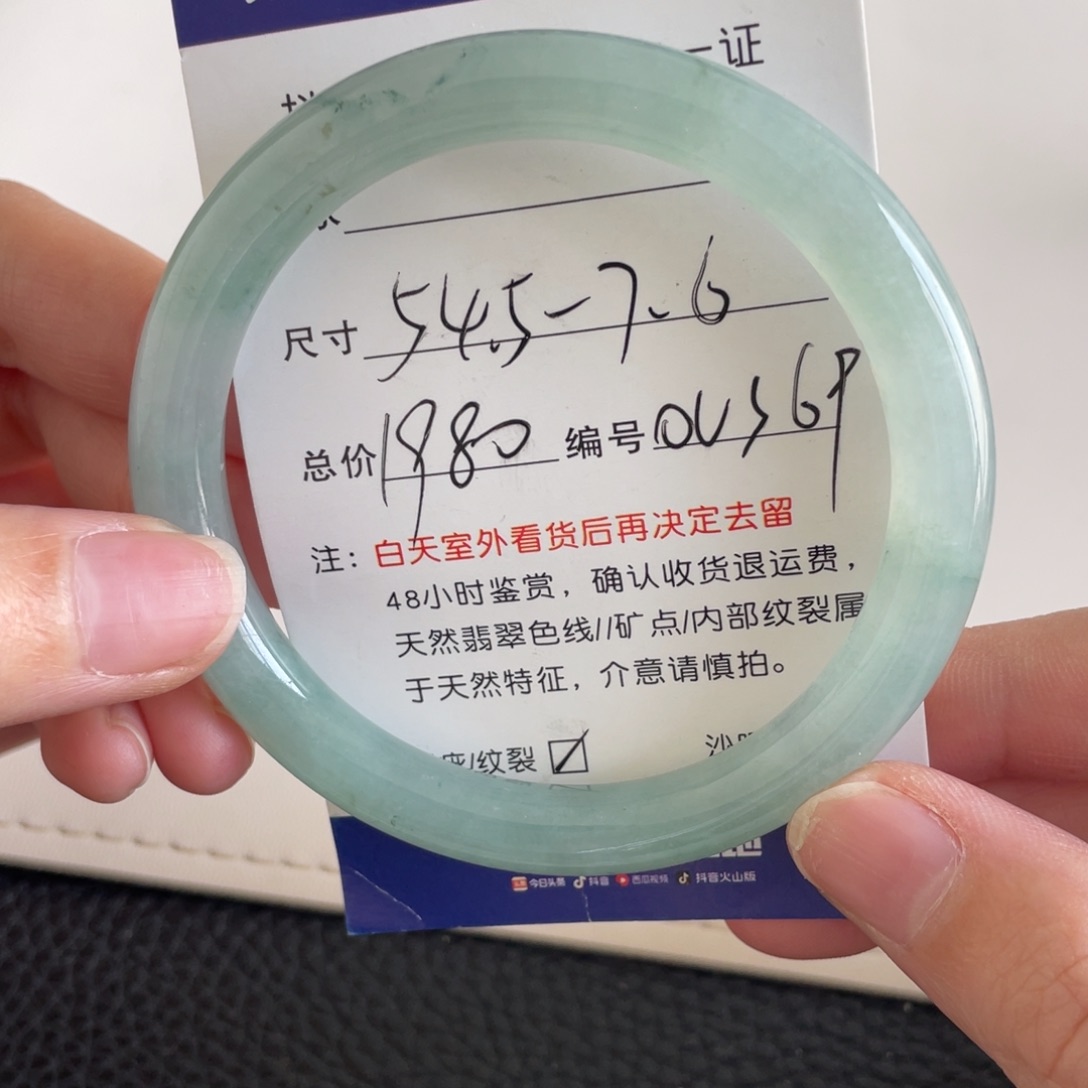 一证
尺寸 54.5-7.6
总价 1980 编号
注：白天室外看货后再决定去留
48小时鉴赏，确认收货退运费，
天然翡翠色线//矿点/内部纹裂属
于天然特征，介意请慎拍。
/纹裂
今日头条 抖音 西瓜视频 抖音火山版